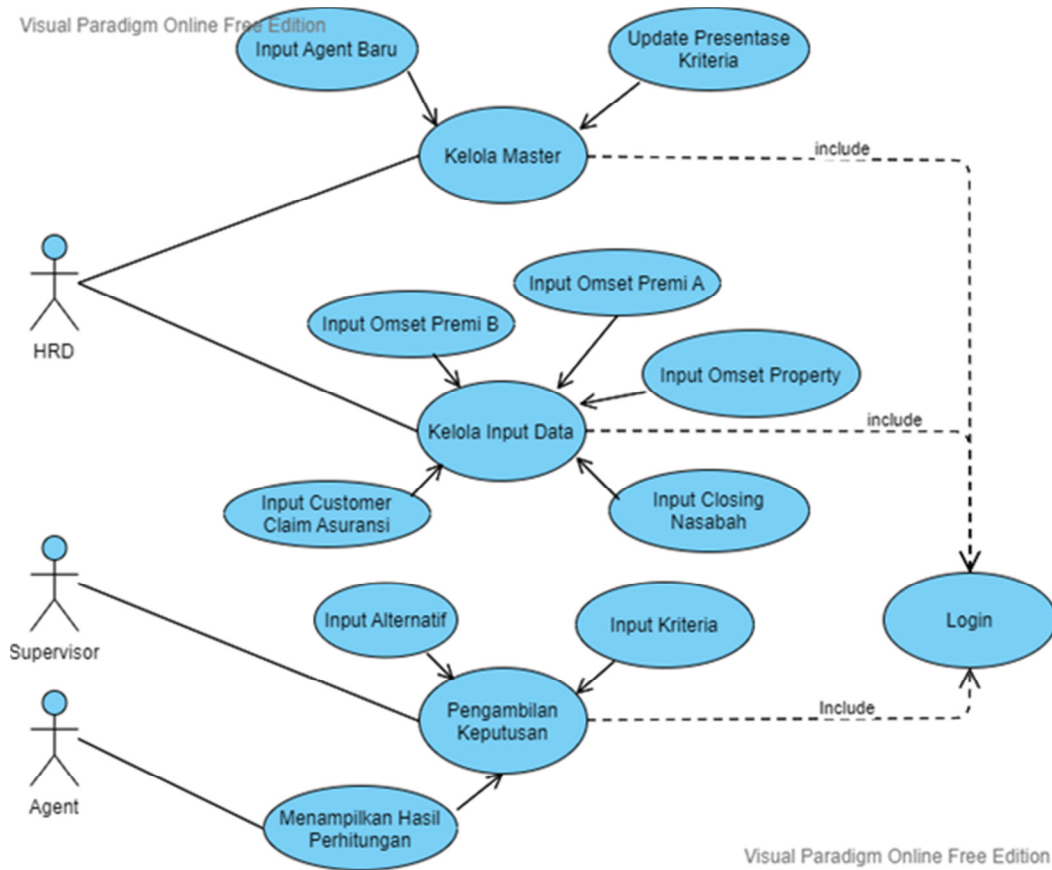 Visual Paradigm Online Free Edition
Input Agent Baru
Update Presentase
Kriteria
Kelola Master
include
HRD
Input Omset Premi A
Input Omset Premi B
Input Omset Property
Kelola Input Data
include
Input Customer
Claim Asuransi
Input Closing
Nasabah
Supervisor
Input Alternatif
Input Kriteria
Login
Pengambilan
Keputusan
Include
Agent
Menampilkan Hasil
Perhitungan
Visual Paradigm Online Free Edition